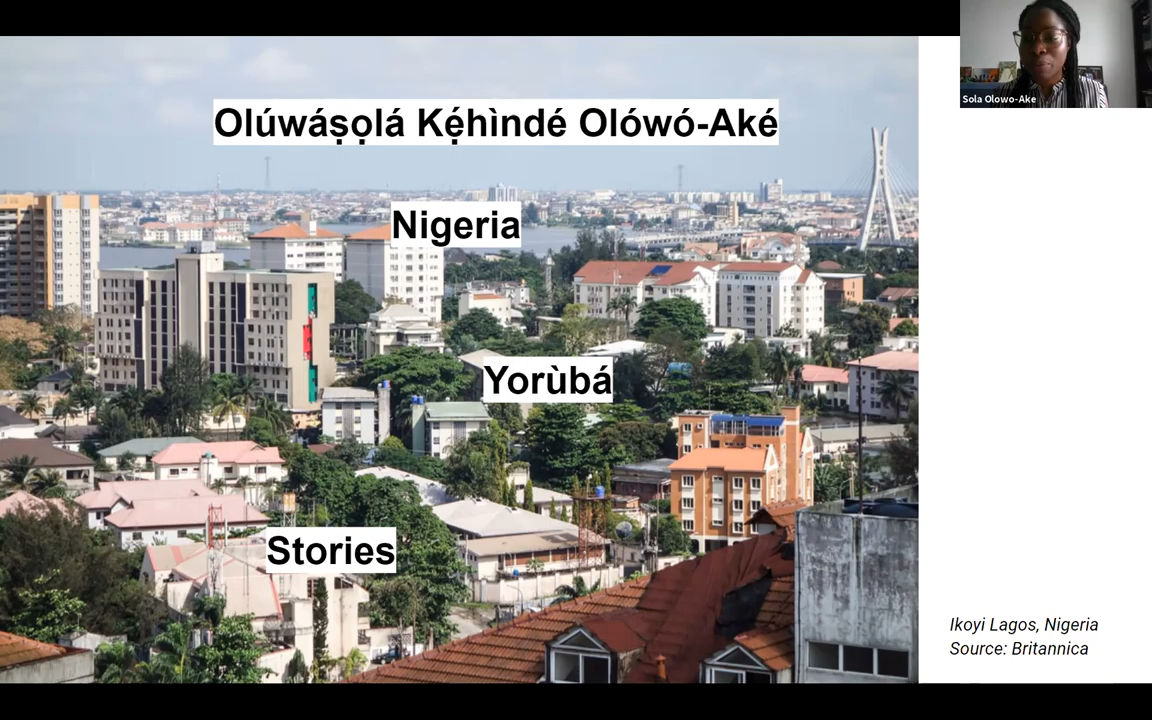 Olúwáṣọlá Kẹ́hìndé Olówó-Aké
Nigeria
Yorùbá
Stories
Sola Olowo-Ake
Ikoyi Lagos, Nigeria
Source: Britannica